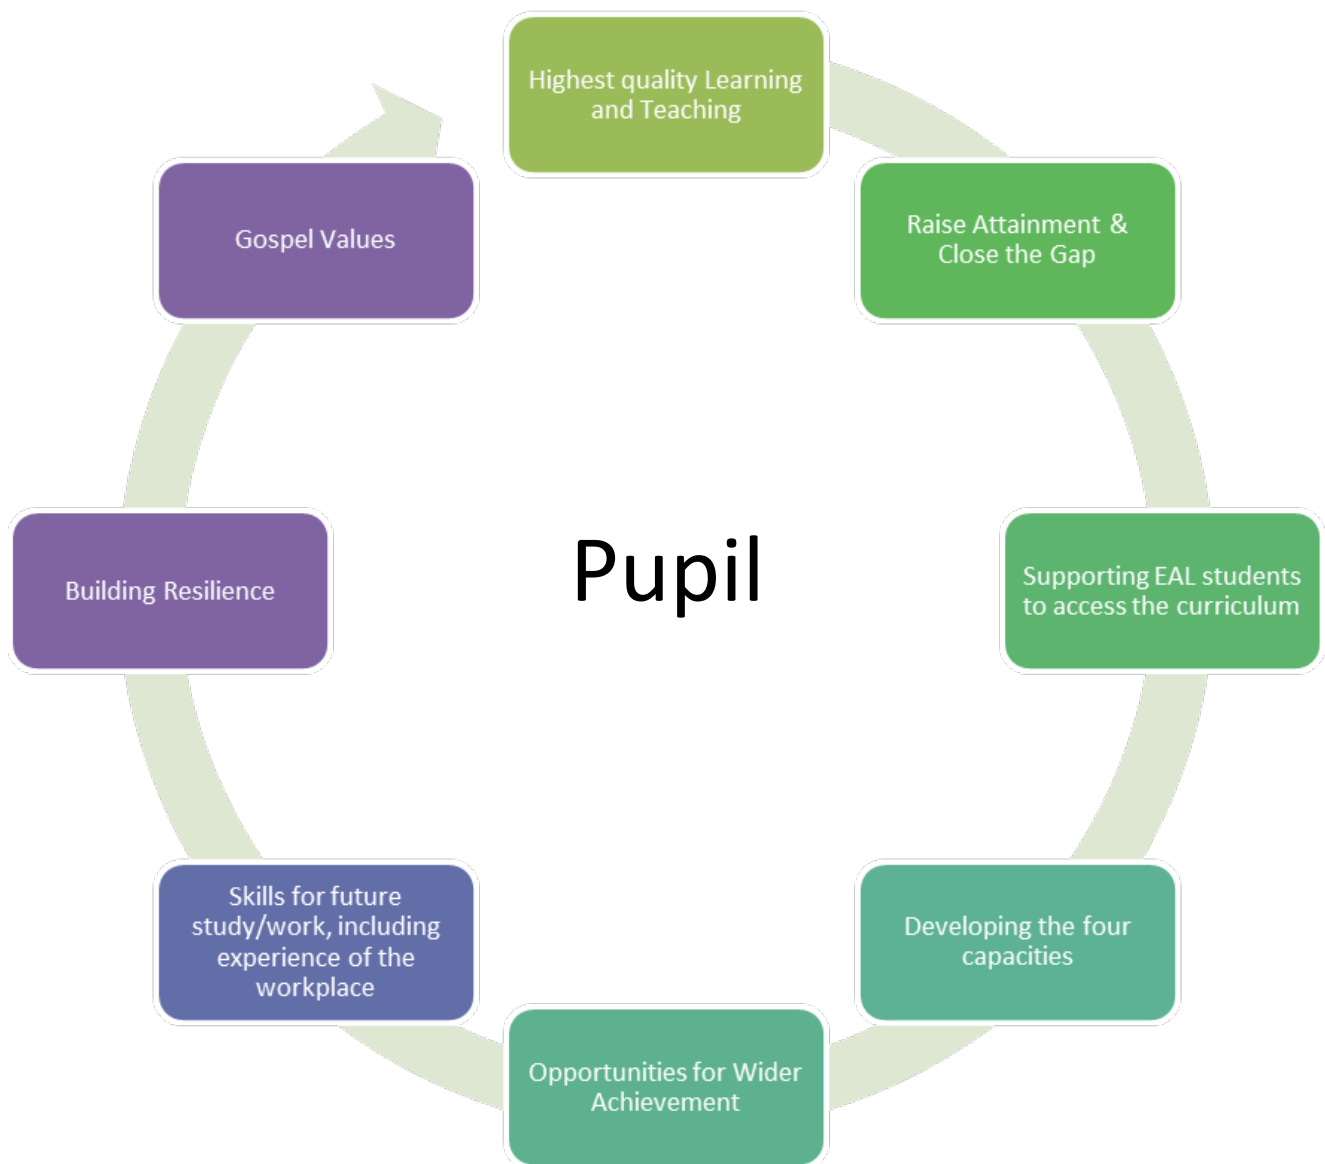 Highest quality Learning
and Teaching
Raise Attainment &
Close the Gap
Supporting EAL students
to access the curriculum
Developing the four
capacities
Opportunities for Wider
Achievement
Skills for future
study/work, including
experience of the
workplace
Building Resilience
Gospel Values
Pupil